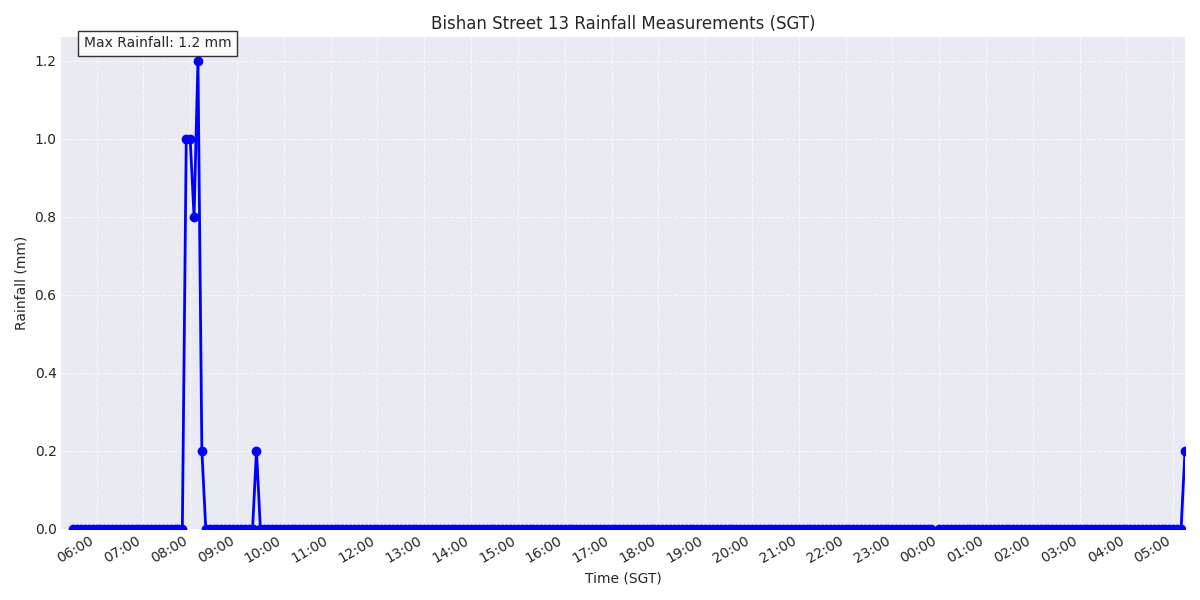 Bishan Street 13 Rainfall Measurements (SGT)
Max Rainfall: 1.2 mm
1.2
1.0
0.8
0.6
0.4
0.2
0.0
Rainfall (mm)
06:00 07:00 08:00 09:00 10:00 11:00 12:00 13:00 14:00 15:00 16:00 17:00 18:00 19:00 20:00 21:00 22:00 23:00 00:00 01:00 02:00 03:00 04:00 05:00
Time (SGT)